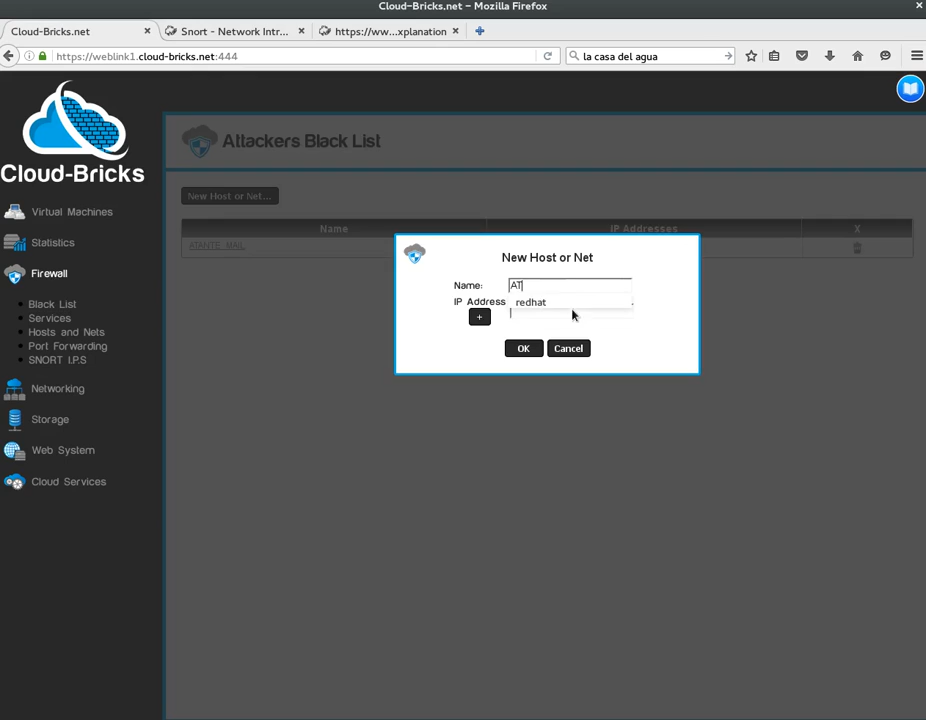 Cloud-Bricks.net – Mozilla Firefox
Cloud-Bricks.net
Snort - Network Intr...
https://ww...xplanation
https://weblink1.cloud-bricks.net:444
la casa del agua
Cloud-Bricks
Attackers Black List
New Host or Net...
Name
IP Addresses
X
ATANTE_MAIL
Virtual Machines
Statistics
Firewall
Black List
Services
Hosts and Nets
Port Forwarding
SNORT I.P.S
Networking
Storage
Web System
Cloud Services
New Host or Net
Name:
AT
IP Address
redhat
+
OK
Cancel